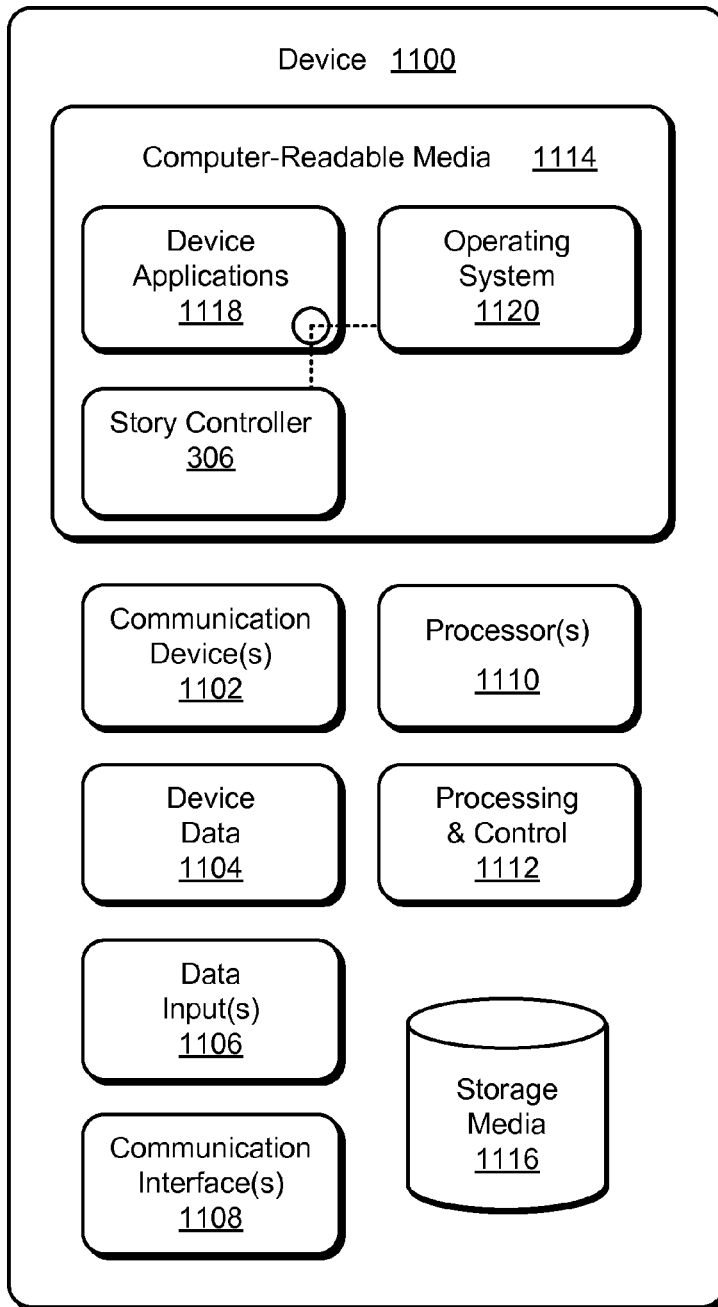 Device 1100
Computer-Readable Media 1114
Device
Applications
1118
Operating
System
1120
Story Controller
306
Communication
Device(s)
1102
Processor(s)
1110
Device
Data
1104
Processing
& Control
1112
Data
Input(s)
1106
Storage
Media
1116
Communication
Interface(s)
1108